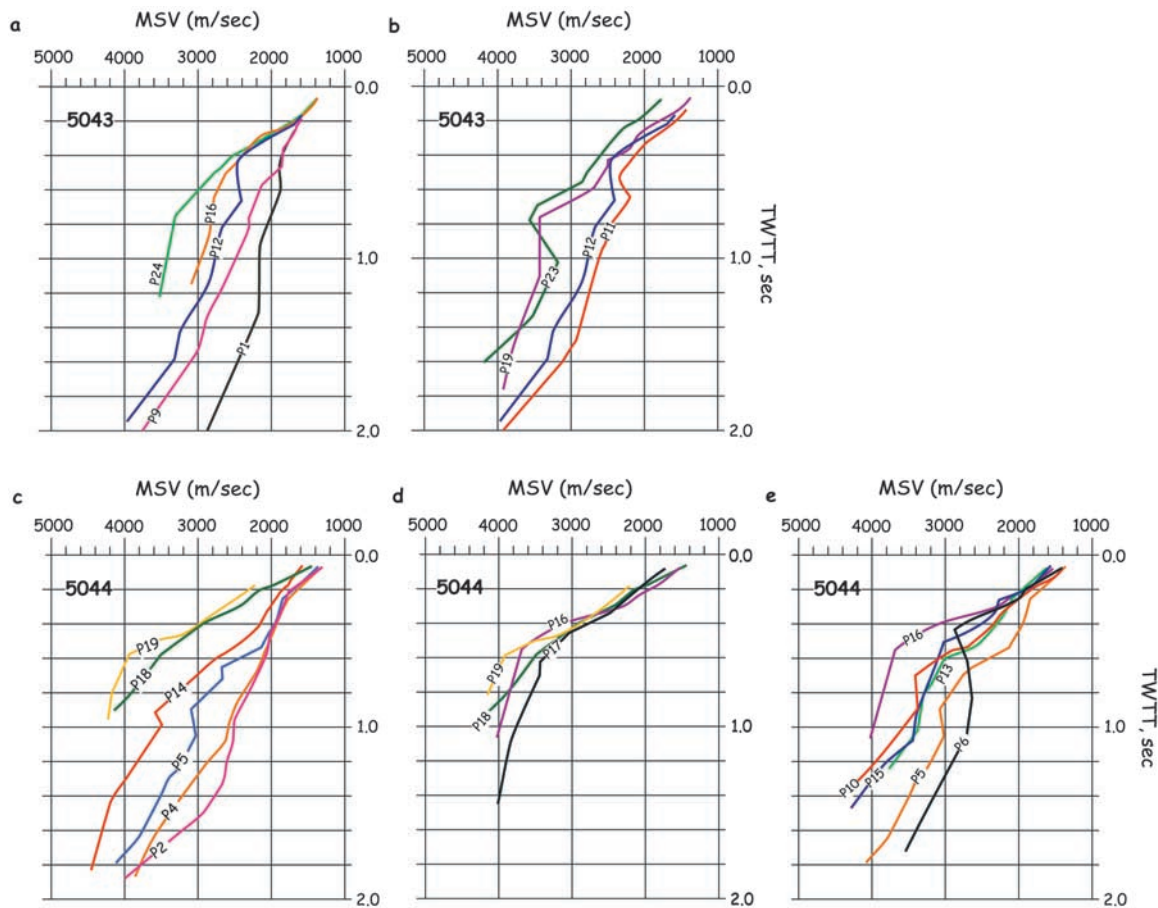 a
MSV (m/sec)
5000 4000 3000 2000 1000
0.0
5043
1.0
2.0
P24
P16
P12
P9
P1
b
MSV (m/sec)
5000 4000 3000 2000 1000
0.0
5043
1.0
2.0
TWTT, sec
P12
P11
P23
P19
c
MSV (m/sec)
5000 4000 3000 2000 1000
0.0
5044
1.0
2.0
P19
P18
P14
P5
P4
P2
d
MSV (m/sec)
5000 4000 3000 2000 1000
0.0
5044
1.0
2.0
P16
P17
P19
P18
e
MSV (m/sec)
5000 4000 3000 2000 1000
0.0
5044
1.0
2.0
TWTT, sec
P16
P13
P6
P10
P15
P5